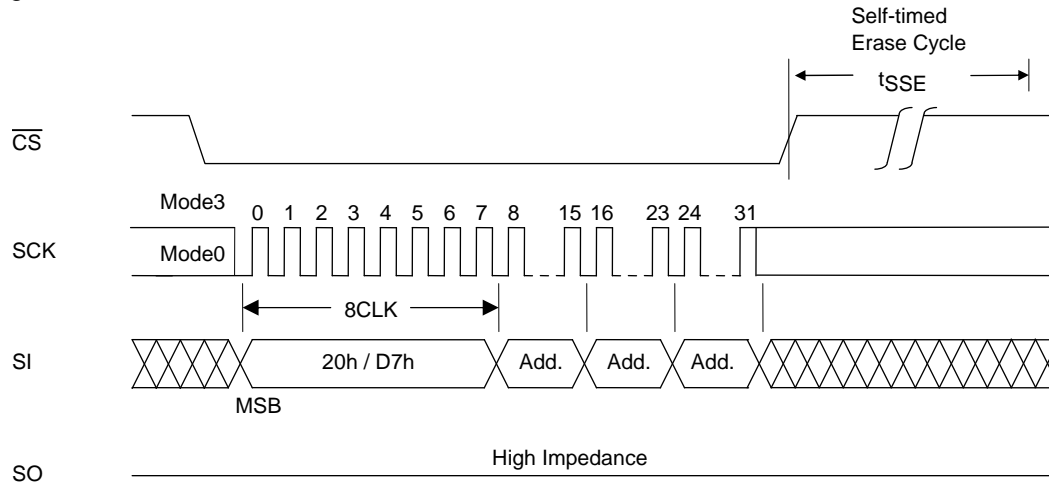 Self-timed
Erase Cycle
tSSE
CS
Mode3
0 1 2 3 4 5 6 7 8 15 16 23 24 31
SCK
Mode0
8CLK
SI
20h / D7h
Add.
Add.
Add.
MSB
High Impedance
SO